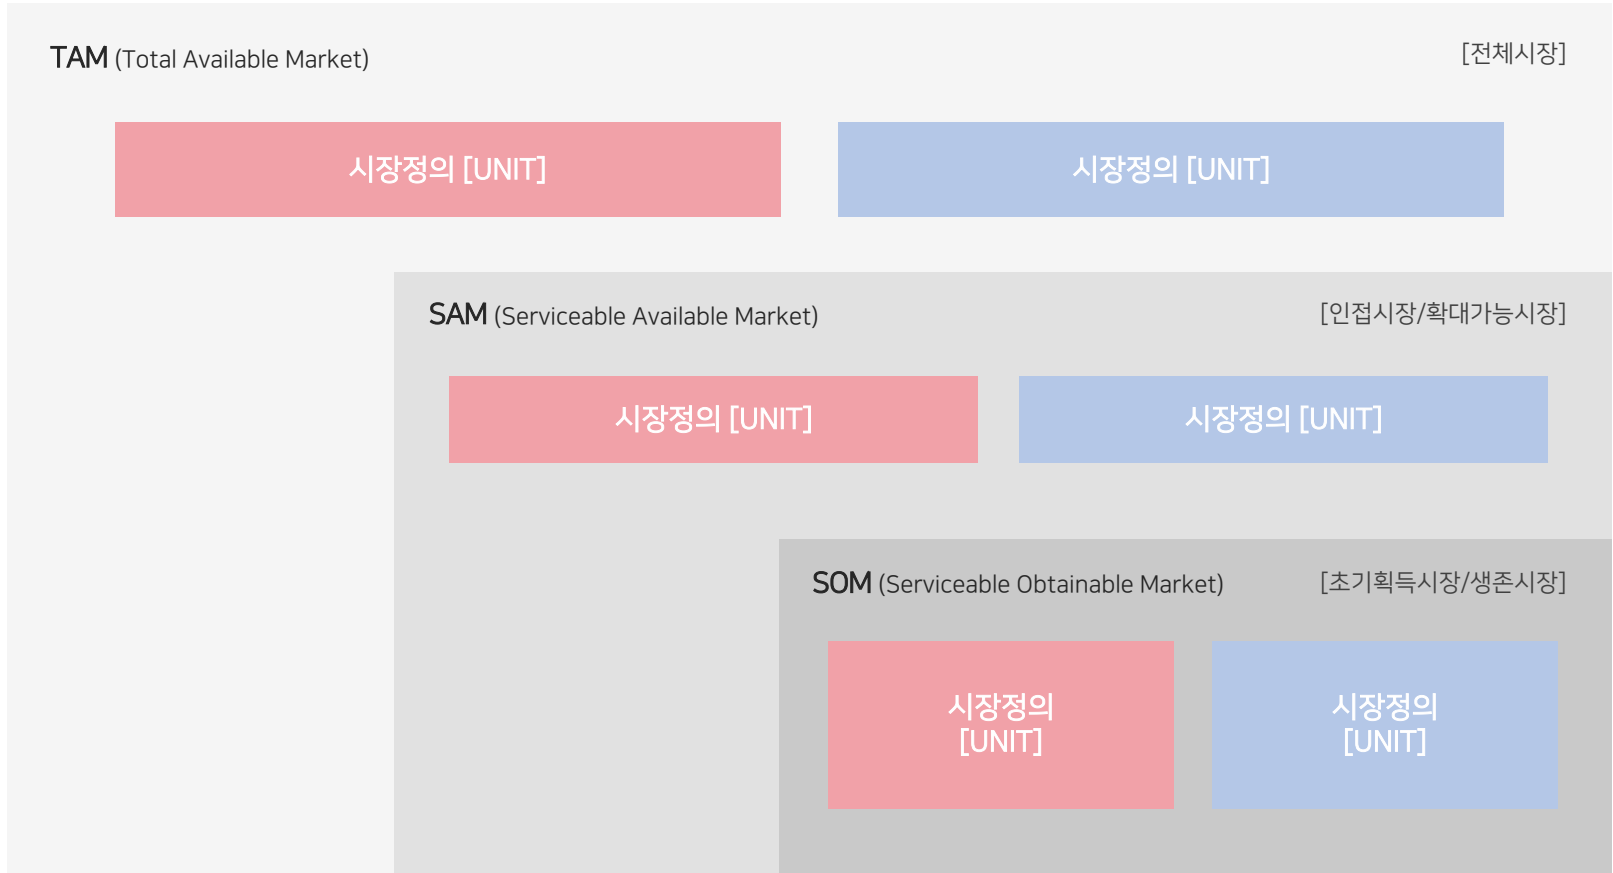 TAM (Total Available Market)
[전체시장]
시장정의 [UNIT]
시장정의 [UNIT]
SAM (Serviceable Available Market)
[인접시장/확대가능시장]
시장정의 [UNIT]
시장정의 [UNIT]
SOM (Serviceable Obtainable Market)
[초기획득시장/생존시장]
시장정의
[UNIT]
시장정의
[UNIT]